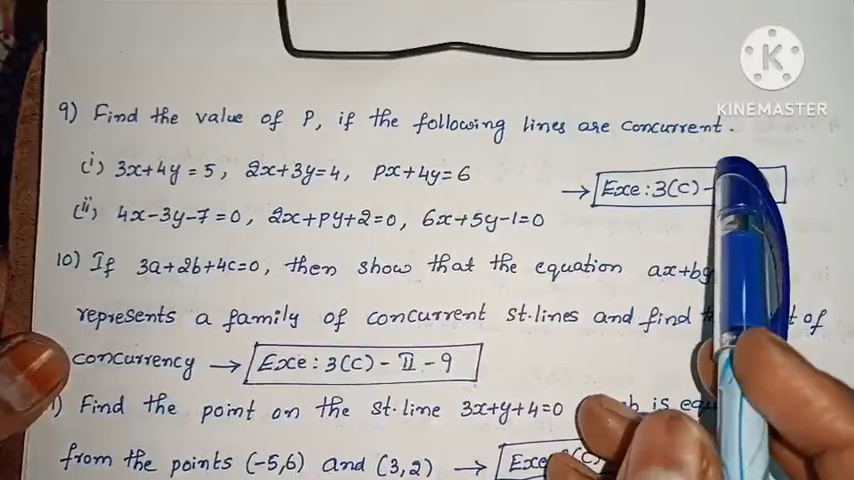 KINEMASTER
9) Find the value of P, if the following lines are concurrent.
(i) 3x+4y=5, 2x+3y=4, px+4y=6
→ Exe:3(C)-
(ii) 4x-3y-7=0, 2x+py+2=0, 6x+5y-1=0
10) If 3a+2b+4c=0, then show that the equation ax+by
represents a family of concurrent st.lines and find of
concurrency → Exe:3(C)-II-9
) Find the point on the st.line 3x+y+4=0 is
from the points (-5,6) and (3,2) → Exe